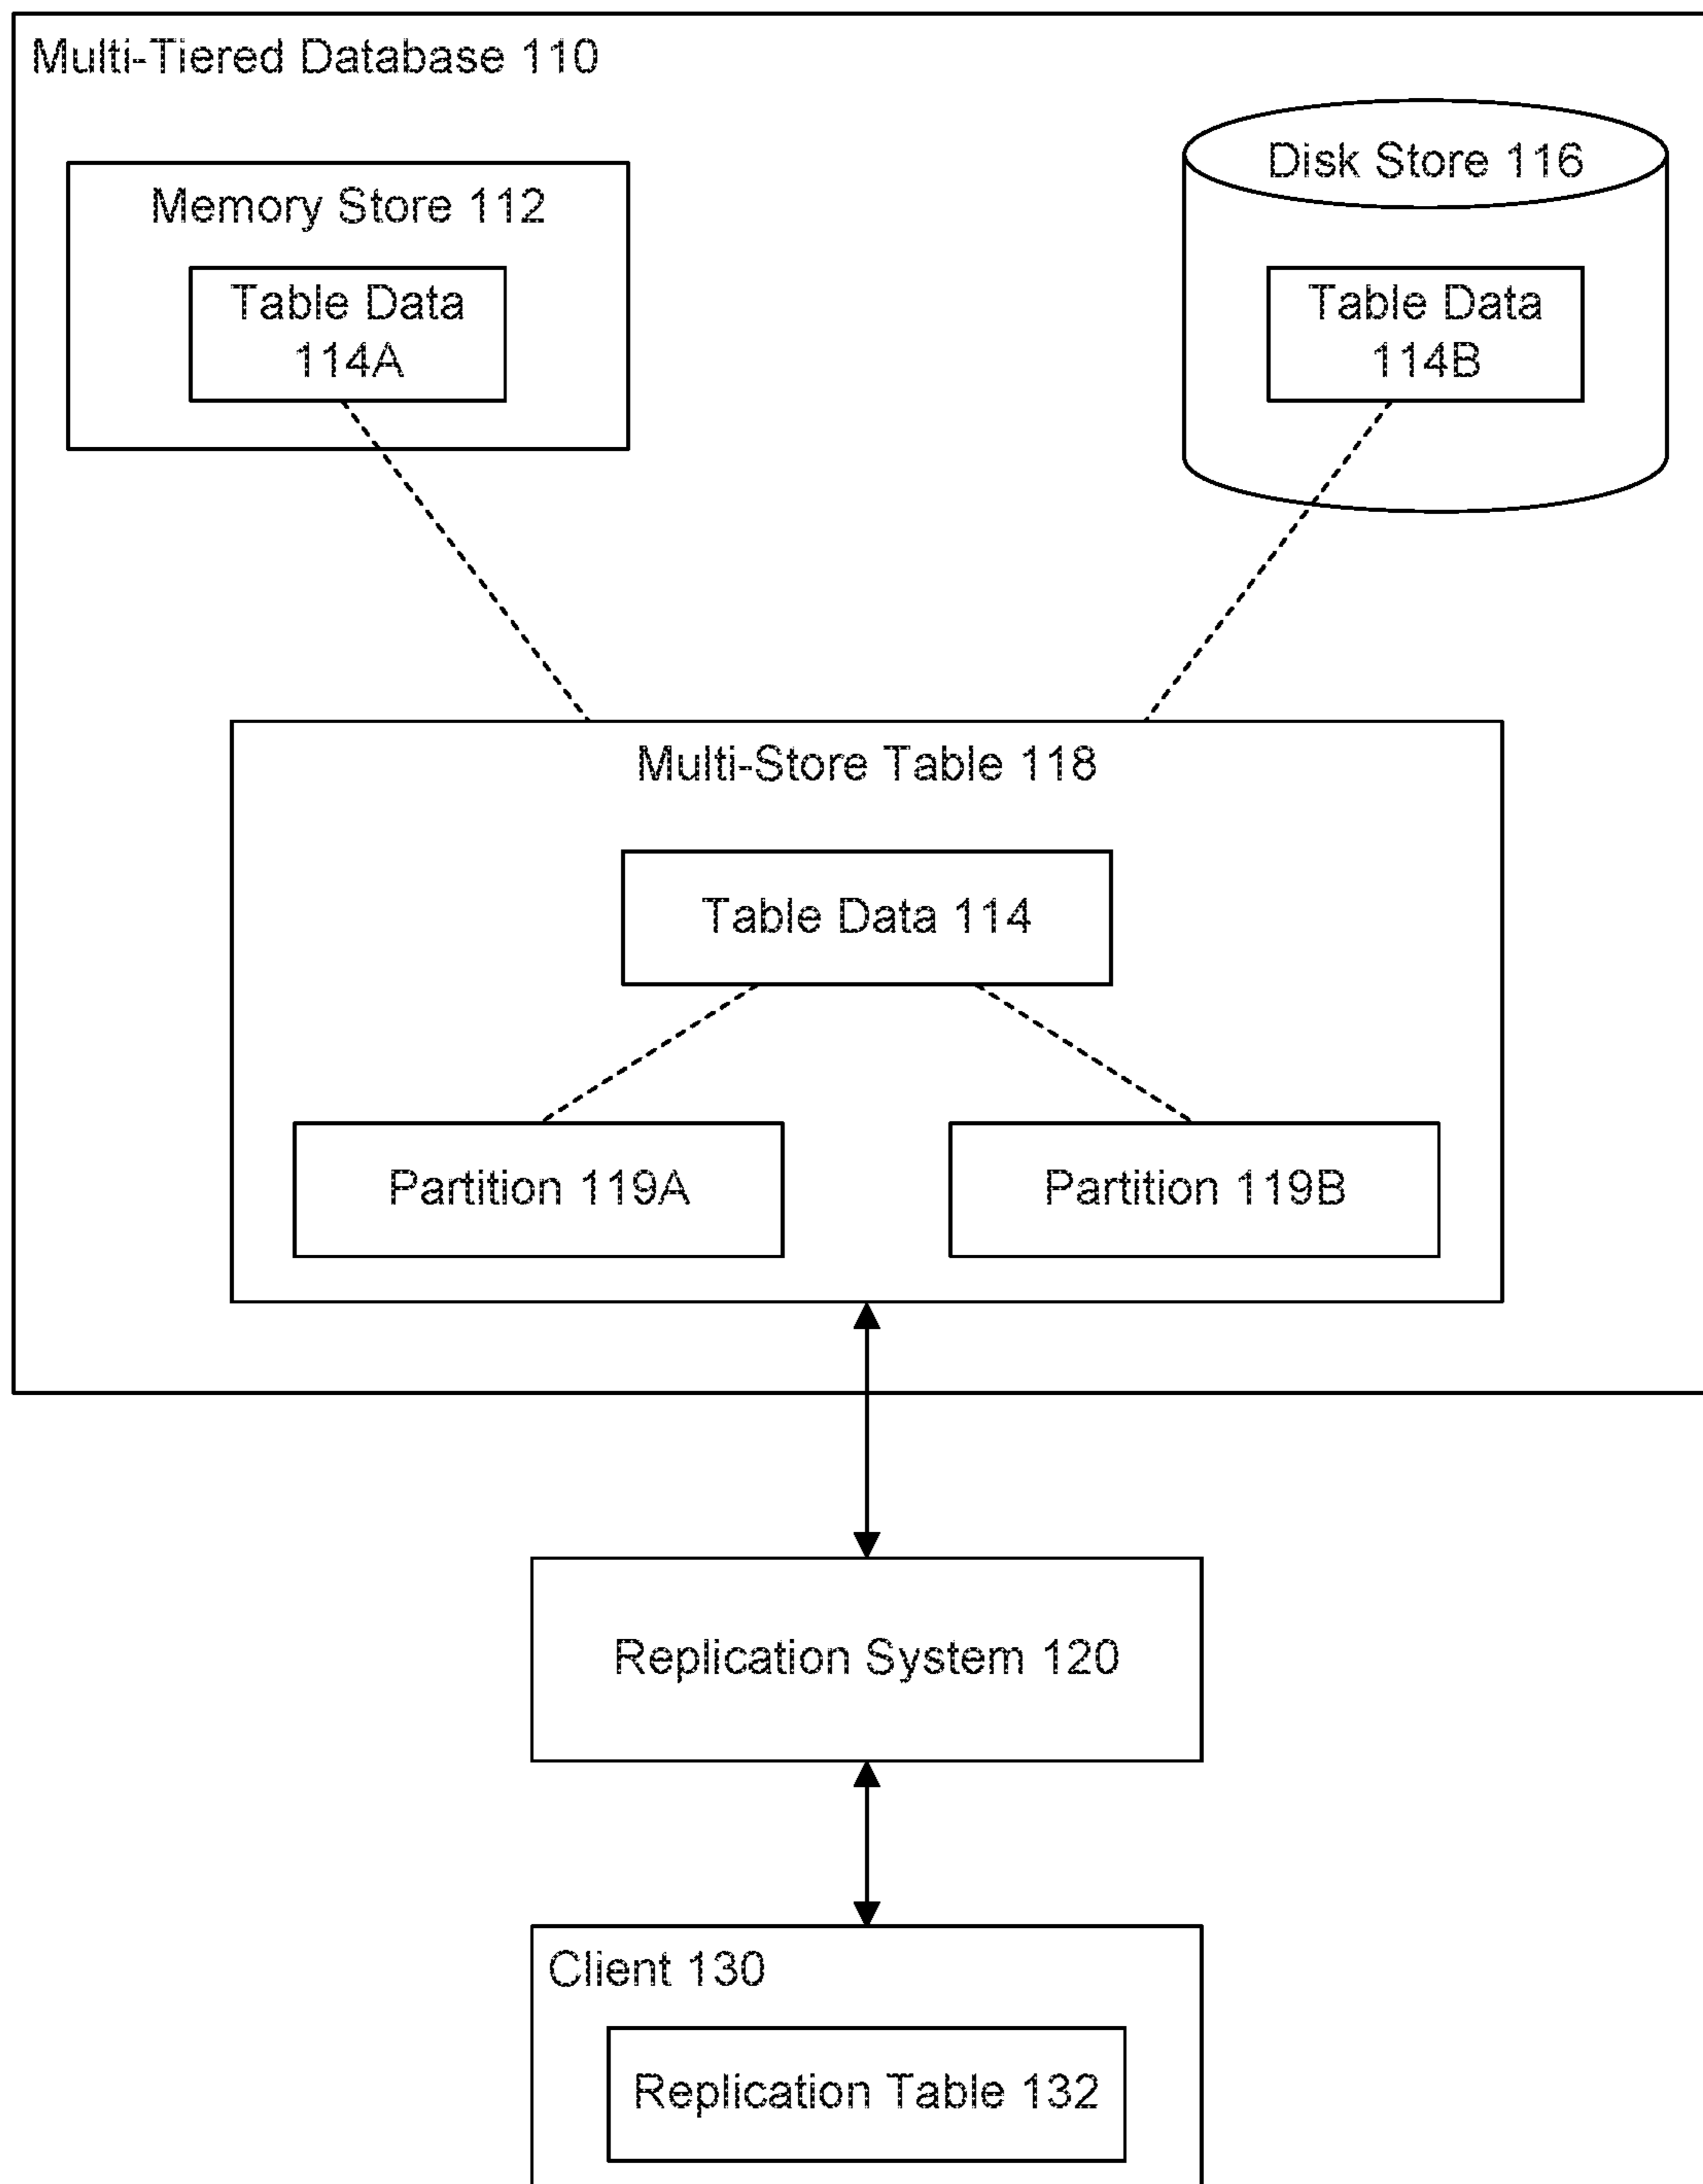 Multi-Tiered Database 110
Memory Store 112
Table Data
114A
Disk Store 116
Table Data
114B
Multi-Store Table 118
Table Data 114
Partition 119A
Partition 119B
Replication System 120
Client 130
Replication Table 132